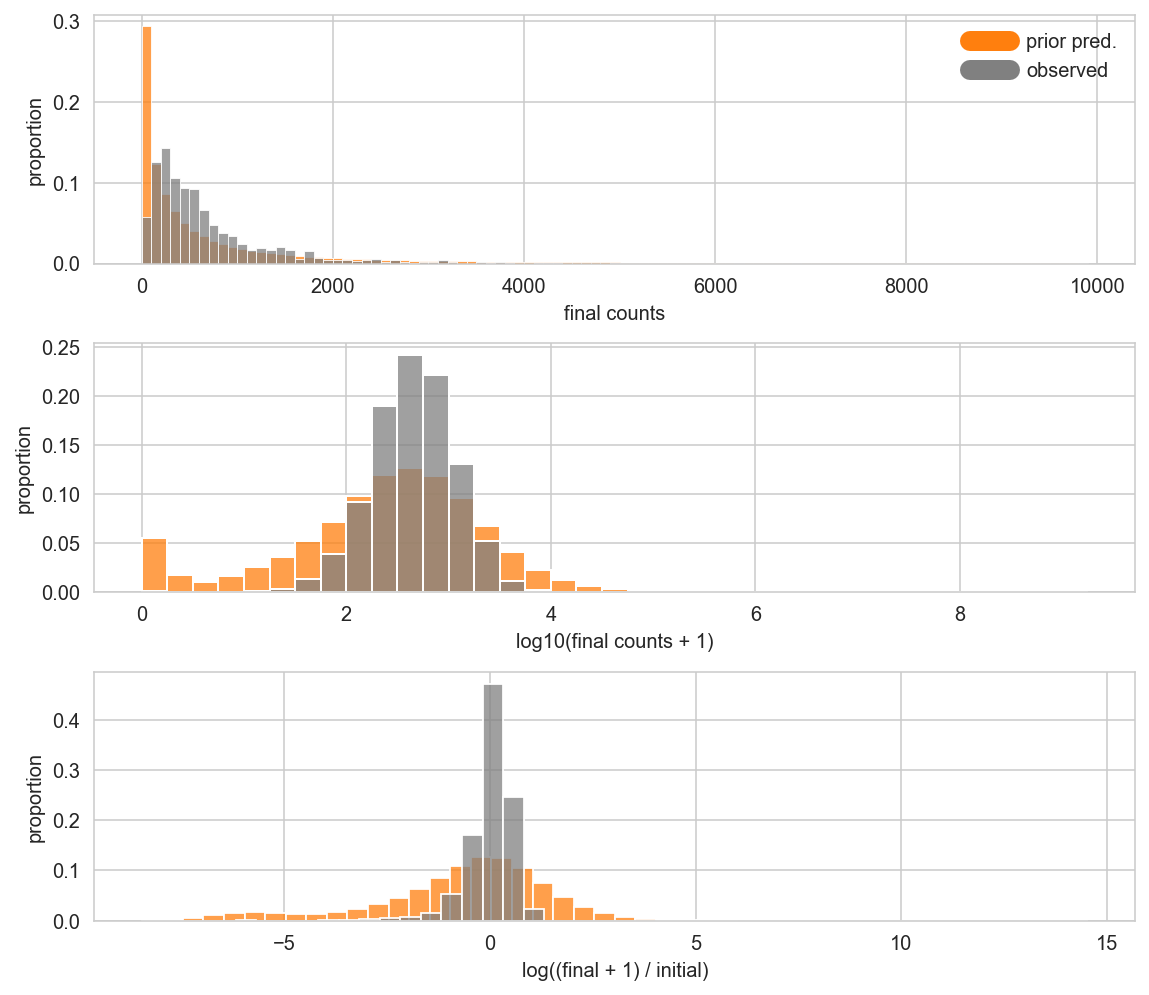 0.3
0.2
0.1
0.0
proportion
prior pred.
observed
0 2000 4000 6000 8000 10000
final counts
0.25
0.20
0.15
0.10
0.05
0.00
proportion
0 2 4 6 8
log10(final counts + 1)
0.4
0.3
0.2
0.1
0.0
proportion
−5 0 5 10 15
log((final + 1) / initial)